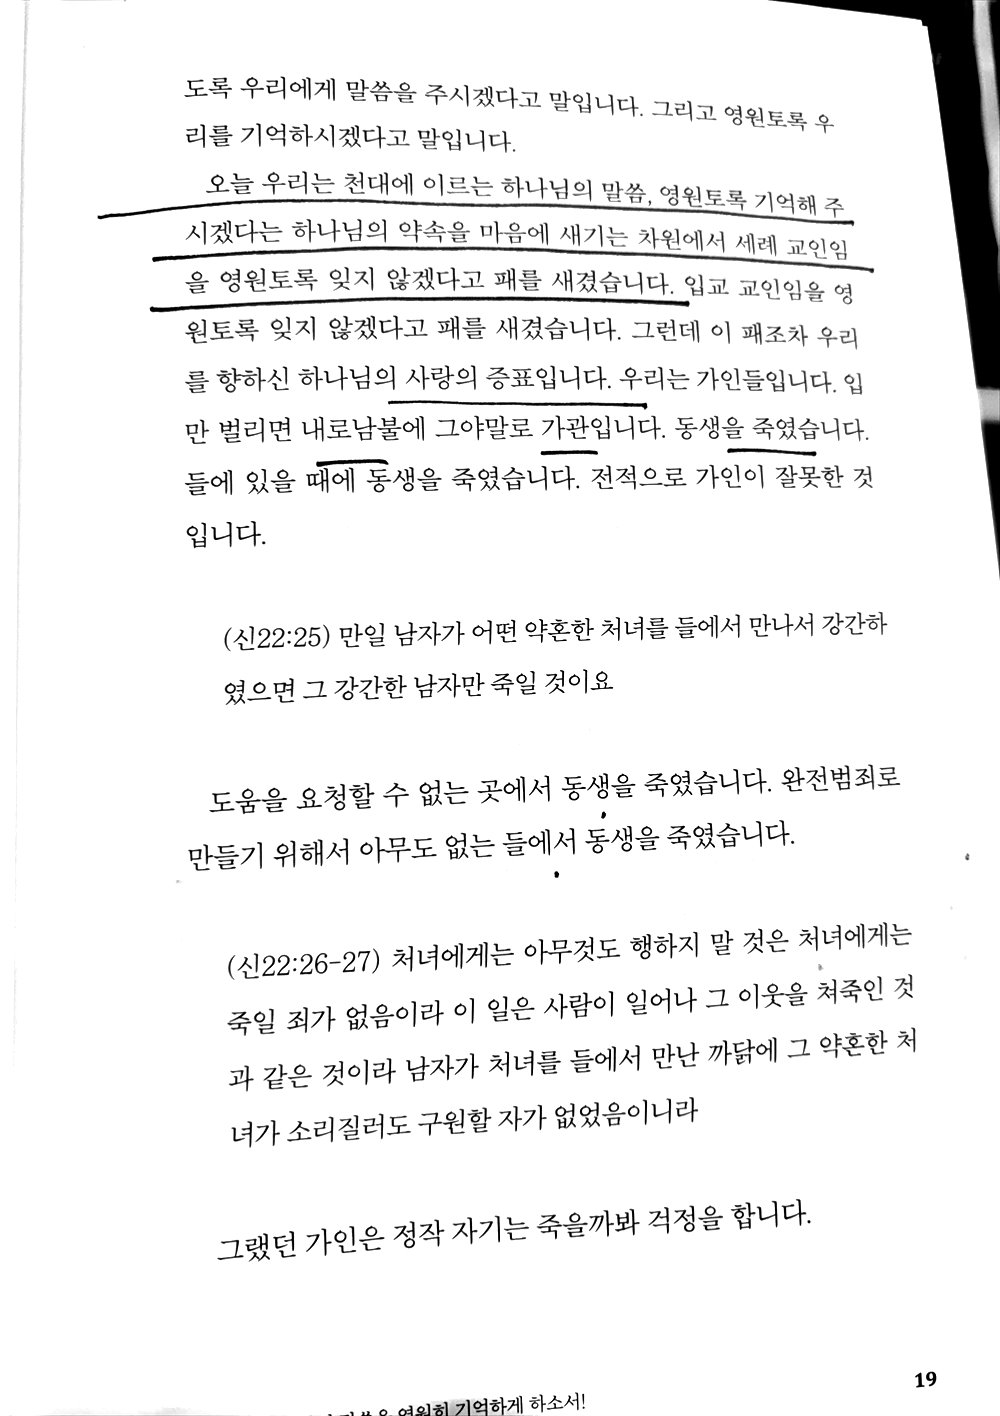 도록 우리에게 말씀을 주시겠다고 말입니다. 그리고 영원토록 우
리를 기억하시겠다고 말입니다.
오늘 우리는 천대에 이르는 하나님의 말씀, 영원토록 기억해 주
시겠다는 하나님의 약속을 마음에 새기는 차원에서 세례 교인임
을 영원토록 잊지 않겠다고 패를 새겼습니다. 입교 교인임을 영
원토록 잊지 않겠다고 패를 새겼습니다. 그런데 이 패조차 우리
를 향하신 하나님의 사랑의 증표입니다. 우리는 가인들입니다. 입
만 벌리면 내로남불에 그야말로 가관입니다. 동생을 죽였습니다.
들에 있을 때에 동생을 죽였습니다. 전적으로 가인이 잘못한 것
입니다.
(신22:25) 만일 남자가 어떤 약혼한 처녀를 들에서 만나서 강간하
였으면 그 강간한 남자만 죽일 것이요
도움을 요청할 수 없는 곳에서 동생을 죽였습니다. 완전범죄로
만들기 위해서 아무도 없는 들에서 동생을 죽였습니다.
(신22:26-27) 처녀에게는 아무것도 행하지 말 것은 처녀에게는
죽일 죄가 없음이라 이 일은 사람이 일어나 그 이웃을 쳐죽인 것
과 같은 것이라 남자가 처녀를 들에서 만난 까닭에 그 약혼한 처
녀가 소리질러도 구원할 자가 없었음이니라
그랬던 가인은 정작 자기는 죽을까봐 걱정을 합니다.
19
영원히 기억하게 하소서!